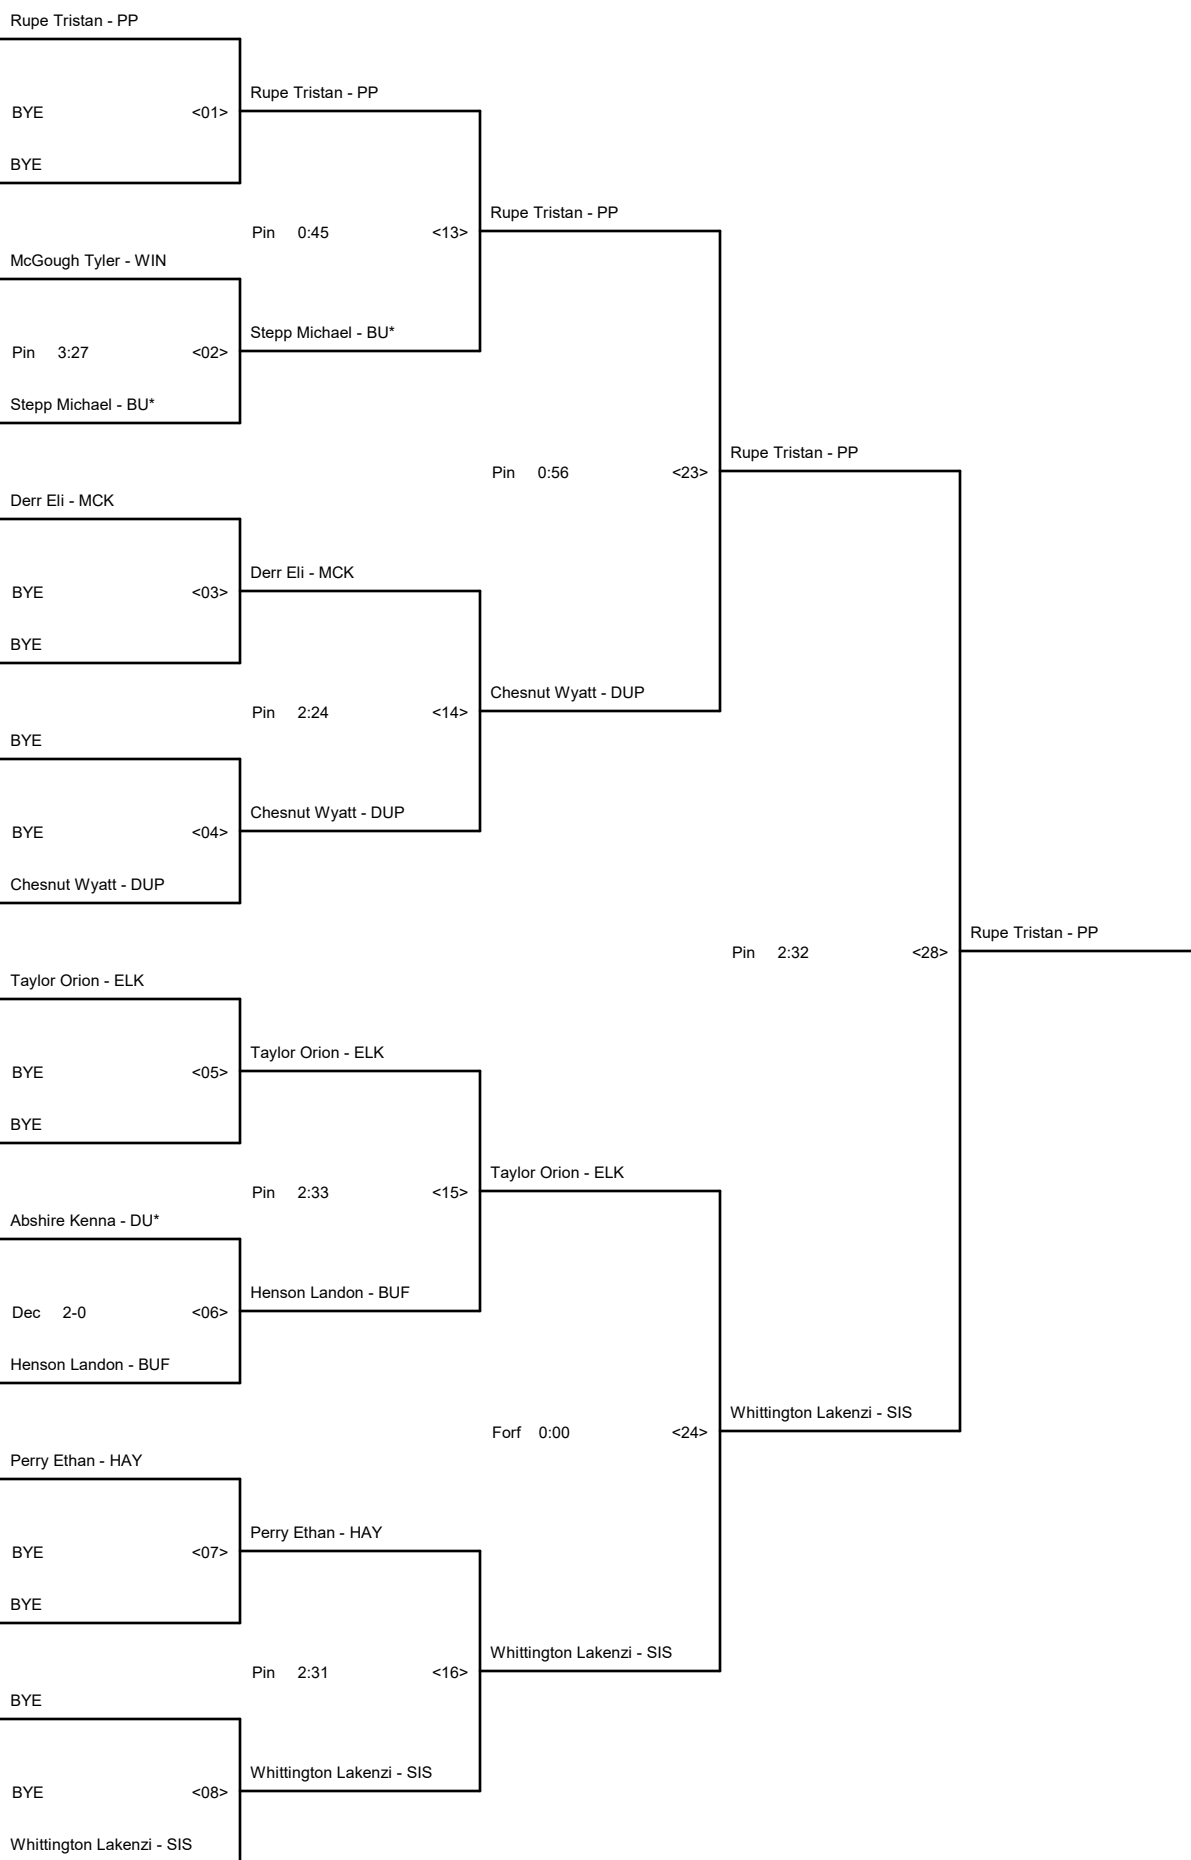 Rupe Tristan - PP
Rupe Tristan - PP
BYE <01>
BYE
Rupe Tristan - PP
Pin 0:45 <13>
McGough Tyler - WIN
Stepp Michael - BU*
Pin 3:27 <02>
Stepp Michael - BU*
Rupe Tristan - PP
Pin 0:56 <23>
Derr Eli - MCK
Derr Eli - MCK
BYE <03>
BYE
Chesnut Wyatt - DUP
Pin 2:24 <14>
BYE
Chesnut Wyatt - DUP
BYE <04>
Chesnut Wyatt - DUP
Rupe Tristan - PP
Pin 2:32 <28>
Taylor Orion - ELK
Taylor Orion - ELK
BYE <05>
BYE
Taylor Orion - ELK
Pin 2:33 <15>
Abshire Kenna - DU*
Henson Landon - BUF
Dec 2-0 <06>
Henson Landon - BUF
Whittington Lakenzi - SIS
Forf 0:00 <24>
Perry Ethan - HAY
Perry Ethan - HAY
BYE <07>
BYE
Whittington Lakenzi - SIS
Pin 2:31 <16>
BYE
Whittington Lakenzi - SIS
BYE <08>
Whittington Lakenzi - SIS